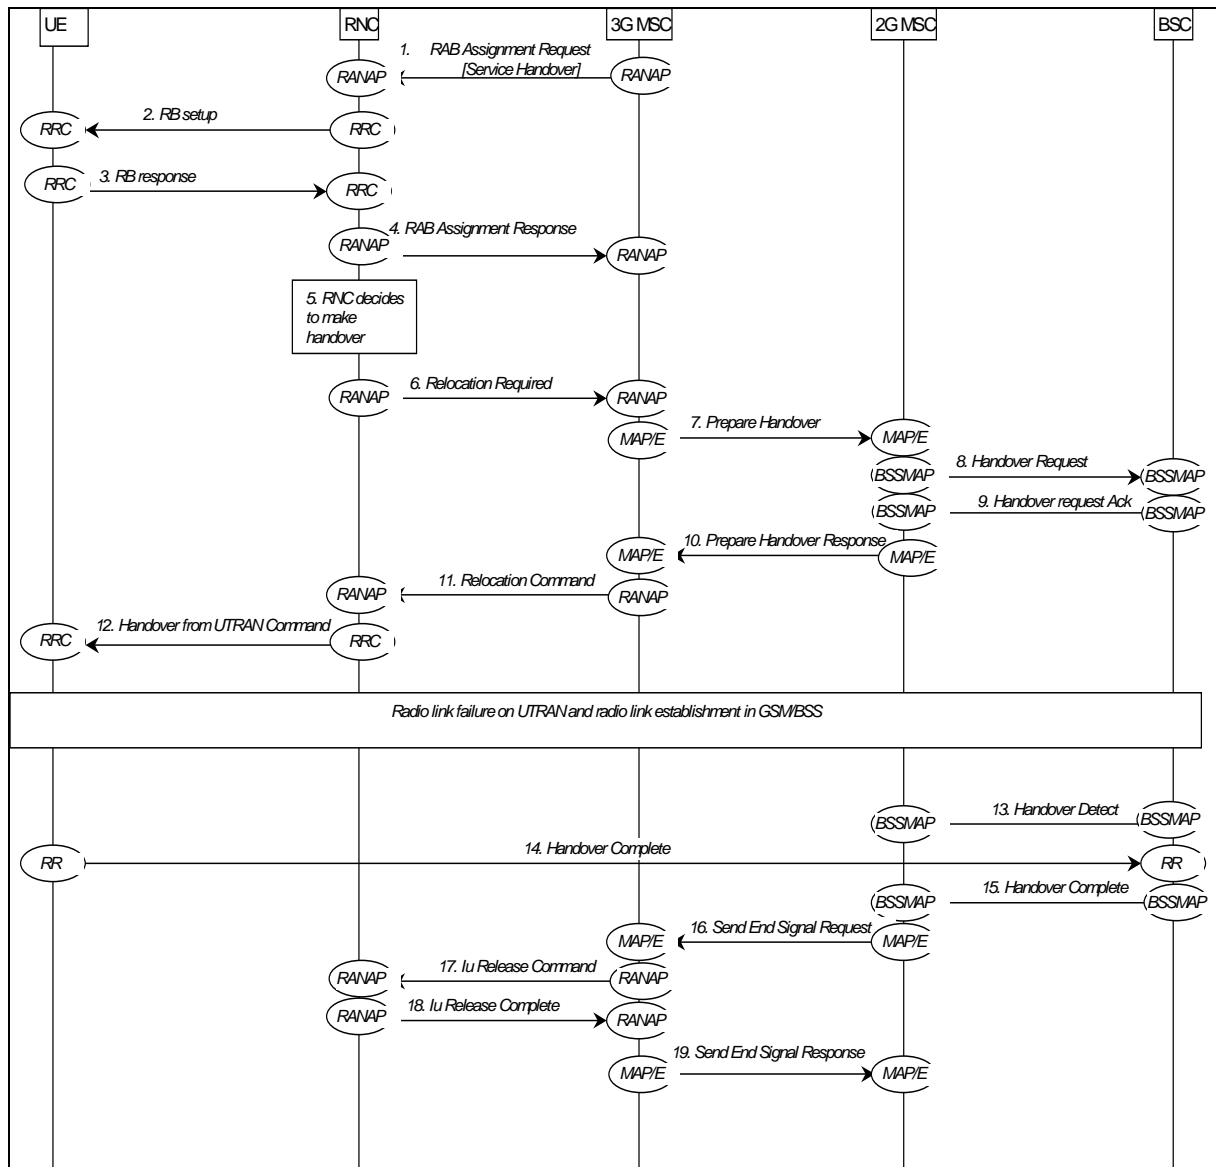 UE
RNC
3G MSC
2G MSC
BSC
1. RAB Assignment Request
[Service Handover]
RANAP
RANAP
2. RB setup
RRC
RRC
3. RB response
RRC
RRC
4. RAB Assignment Response
RANAP
RANAP
5. RNC decides
to make
handover
6. Relocation Required
RANAP
RANAP
7. Prepare Handover
MAP/E
MAP/E
8. Handover Request
BSSMAP
BSSMAP
9. Handover request Ack
BSSMAP
BSSMAP
10. Prepare Handover Response
MAP/E
MAP/E
11. Relocation Command
RANAP
RANAP
12. Handover from UTRAN Command
RRC
RRC
Radio link failure on UTRAN and radio link establishment in GSM/BSS
13. Handover Detect
BSSMAP
BSSMAP
14. Handover Complete
RR
RR
15. Handover Complete
BSSMAP
BSSMAP
16. Send End Signal Request
MAP/E
MAP/E
17. Iu Release Command
RANAP
RANAP
18. Iu Release Complete
RANAP
RANAP
19. Send End Signal Response
MAP/E
MAP/E